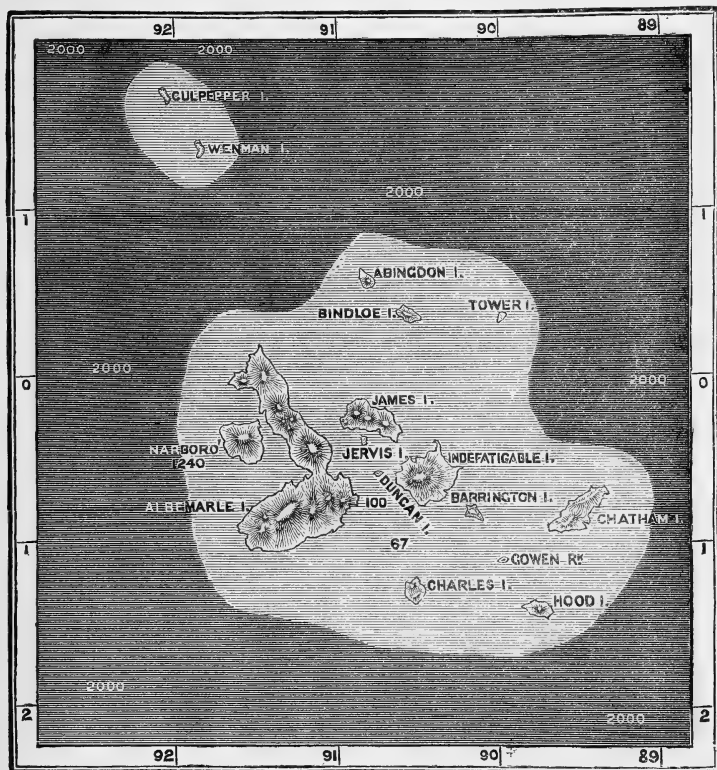 92 91 90 89
2000 2000
CULPEPPER I.
WENMAN I.
2000
1 1
ABINGDON I.
BINDLOE I. TOWER I.
2000 0 2000 0
JAMES I.
NARBORO'
1240
JERVIS I.
INDEFATIGABLE I.
DUNCAN I.
BARRINGTON I.
ALBEMARLE I.
100
CHATHAM I.
67
1 1
GOWEN RK
CHARLES I.
HOOD I.
2000
2 2
2000
92 91 90 89